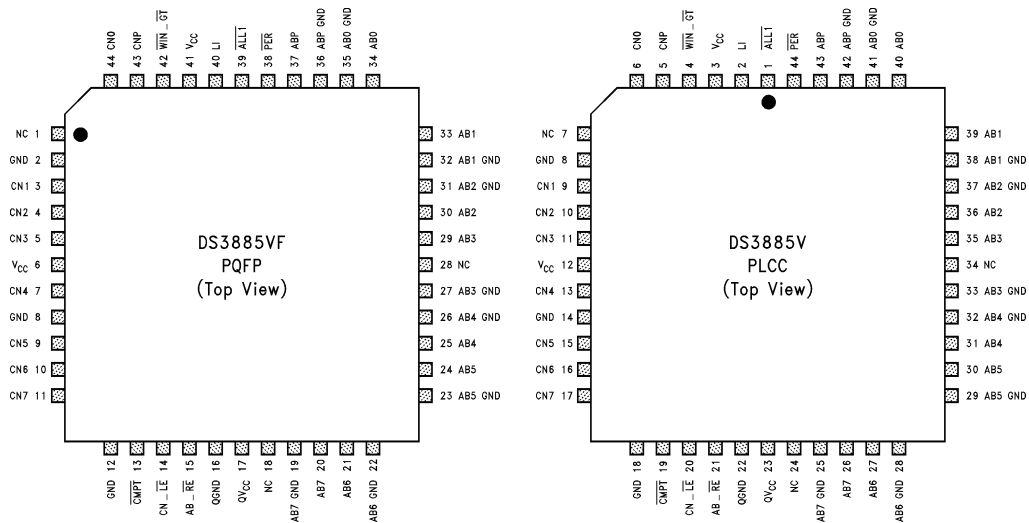 44 CN0
43 CNP
42 WIN_GT
41 VCC
40 LI
39 ALL1
38 PER
37 ABP
36 ABP GND
35 AB0 GND
34 AB0
NC 1
GND 2
CN1 3
CN2 4
CN3 5
VCC 6
CN4 7
GND 8
CN5 9
CN6 10
CN7 11
DS3885VF
PQFP
(Top View)
33 AB1
32 AB1 GND
31 AB2 GND
30 AB2
29 AB3
28 NC
27 AB3 GND
26 AB4 GND
25 AB4
24 AB5
23 AB5 GND
GND 12
CMPT 13
CN_LE 14
AB_RE 15
QGND 16
QVCC 17
NC 18
AB7 GND 19
AB7 20
AB6 21
AB6 GND 22
6 CN0
5 CNP
4 WIN_GT
3 VCC
2 LI
1 ALL1
44 PER
43 ABP
42 ABP GND
41 AB0 GND
40 AB0
NC 7
GND 8
CN1 9
CN2 10
CN3 11
VCC 12
CN4 13
GND 14
CN5 15
CN6 16
CN7 17
DS3885V
PLCC
(Top View)
39 AB1
38 AB1 GND
37 AB2 GND
36 AB2
35 AB3
34 NC
33 AB3 GND
32 AB4 GND
31 AB4
30 AB5
29 AB5 GND
GND 18
CMPT 19
CN_LE 20
AB_RE 21
QGND 22
QVCC 23
NC 24
AB7 GND 25
AB7 26
AB6 27
AB6 GND 28